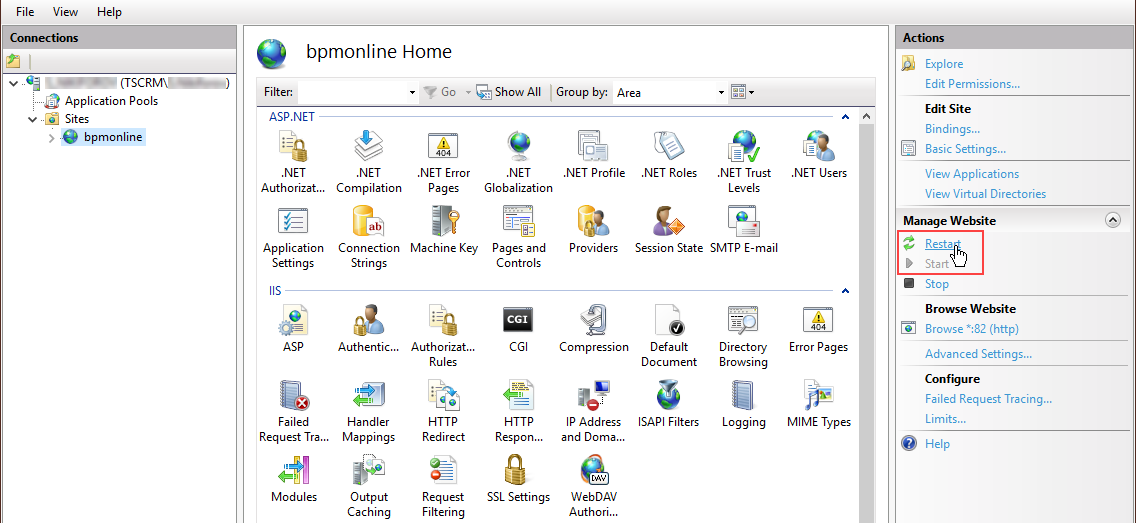 File View Help
Connections
(TSCRM\
Application Pools
Sites
bpmonline
bpmonline Home
Filter: Go Show All Group by: Area
ASP.NET
.NET Authorizat...
.NET Compilation
.NET Error Pages
.NET Globalization
.NET Profile
.NET Roles
.NET Trust Levels
.NET Users
Application Settings
Connection Strings
Machine Key
Pages and Controls
Providers
Session State
SMTP E-mail
IIS
ASP
Authentic...
Authorizat... Rules
CGI
Compression
Default Document
Directory Browsing
Error Pages
Failed Request Tra...
Handler Mappings
HTTP Redirect
HTTP Respon...
IP Address and Doma...
ISAPI Filters
Logging
MIME Types
Modules
Output Caching
Request Filtering
SSL Settings
WebDAV Authori...
Actions
Explore
Edit Permissions...
Edit Site
Bindings...
Basic Settings...
View Applications
View Virtual Directories
Manage Website
Restart
Start
Stop
Browse Website
Browse *:82 (http)
Advanced Settings...
Configure
Failed Request Tracing...
Limits...
Help